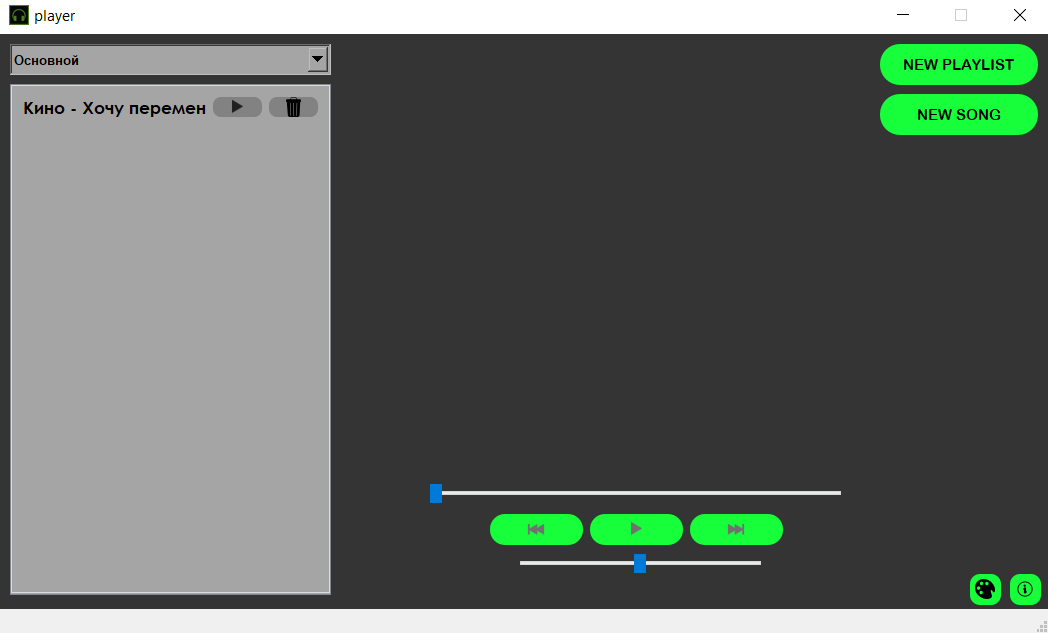 player
Основной
NEW PLAYLIST
Кино - Хочу перемен
NEW SONG